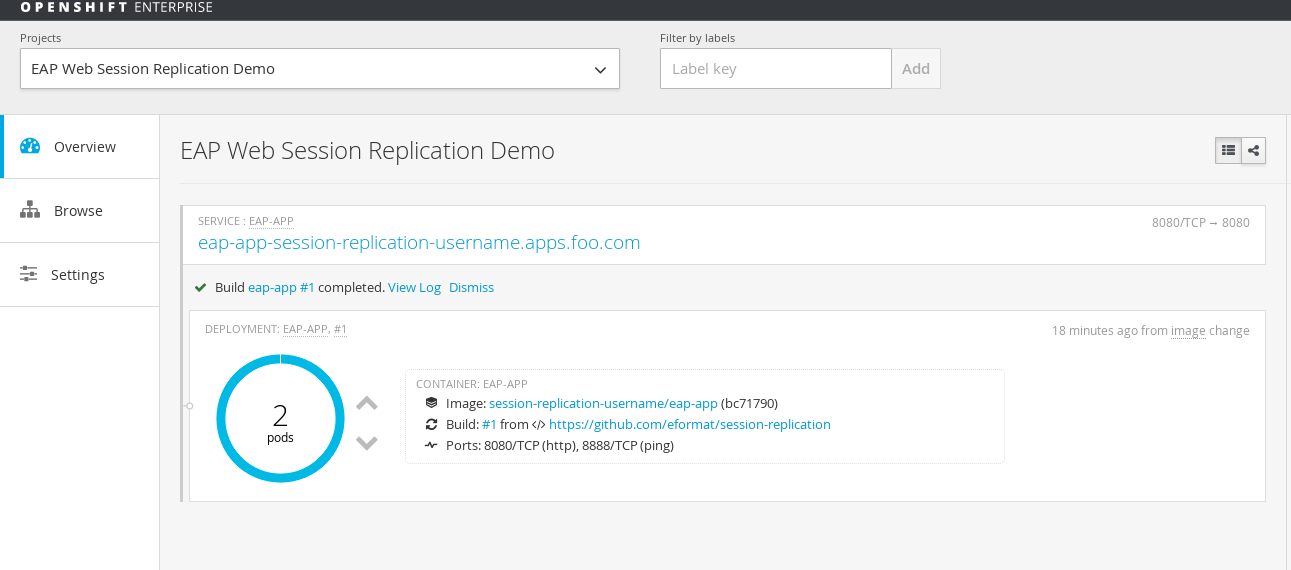 OPENSHIFT ENTERPRISE
Projects
Filter by labels
EAP Web Session Replication Demo
Label key
Add
Overview
Browse
Settings
EAP Web Session Replication Demo
SERVICE : EAP-APP
8080/TCP → 8080
eap-app-session-replication-username.apps.foo.com
Build eap-app #1 completed. View Log Dismiss
DEPLOYMENT: EAP-APP, #1
18 minutes ago from image change
2
pods
CONTAINER: EAP-APP
Image: session-replication-username/eap-app (bc71790)
Build: #1 from </> https://github.com/eformat/session-replication
Ports: 8080/TCP (http), 8888/TCP (ping)